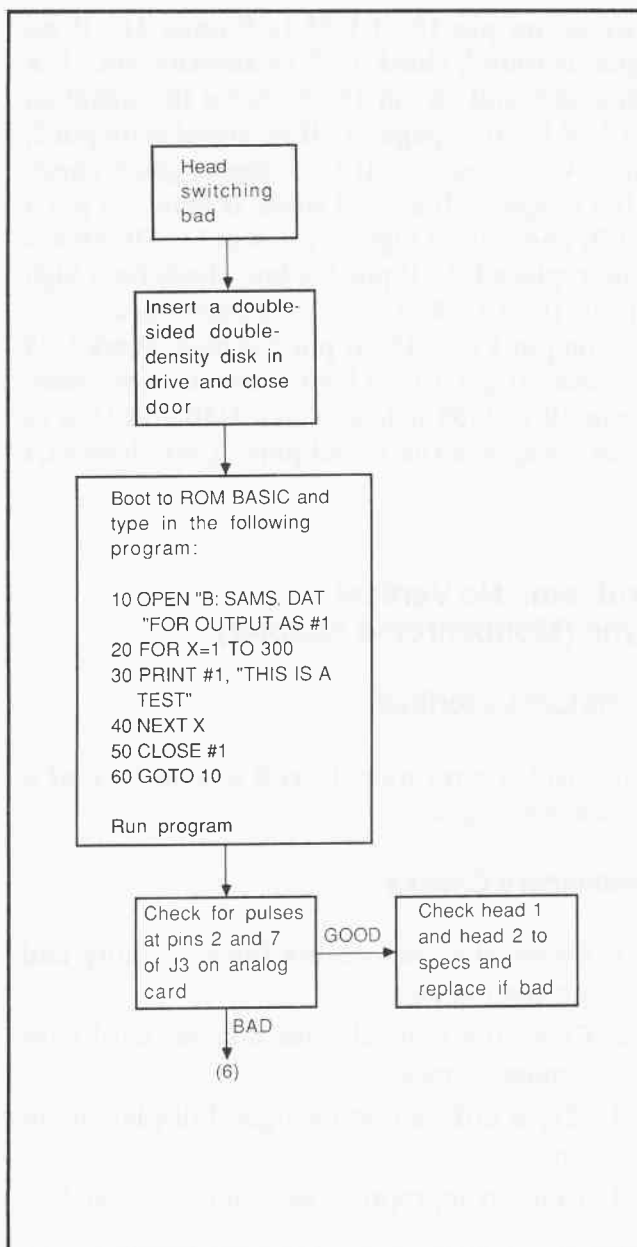 Head
switching
bad
Insert a double-
sided double-
density disk in
drive and close
door
Boot to ROM BASIC and
type in the following
program:
10 OPEN "B: SAMS, DAT
"FOR OUTPUT AS #1
20 FOR X=1 TO 300
30 PRINT #1, "THIS IS A
TEST"
40 NEXT X
50 CLOSE #1
60 GOTO 10
Run program
Check for pulses
at pins 2 and 7
of J3 on analog
card
GOOD
Check head 1
and head 2 to
specs and
replace if bad
BAD
(6)